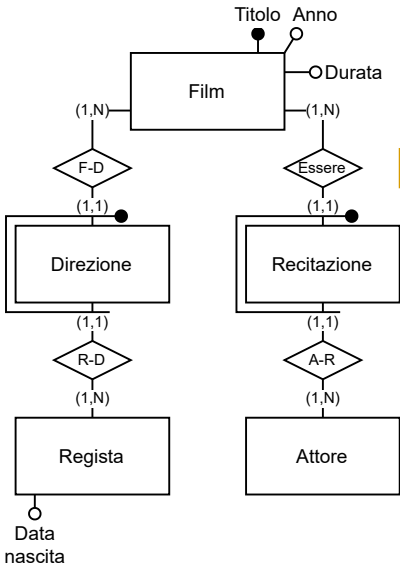 Titolo Anno
Film
Durata
(1,N) (1,N)
F-D Essere
(1,1) (1,1)
Direzione Recitazione
(1,1) (1,1)
R-D A-R
(1,N) (1,N)
Regista Attore
Data
nascita